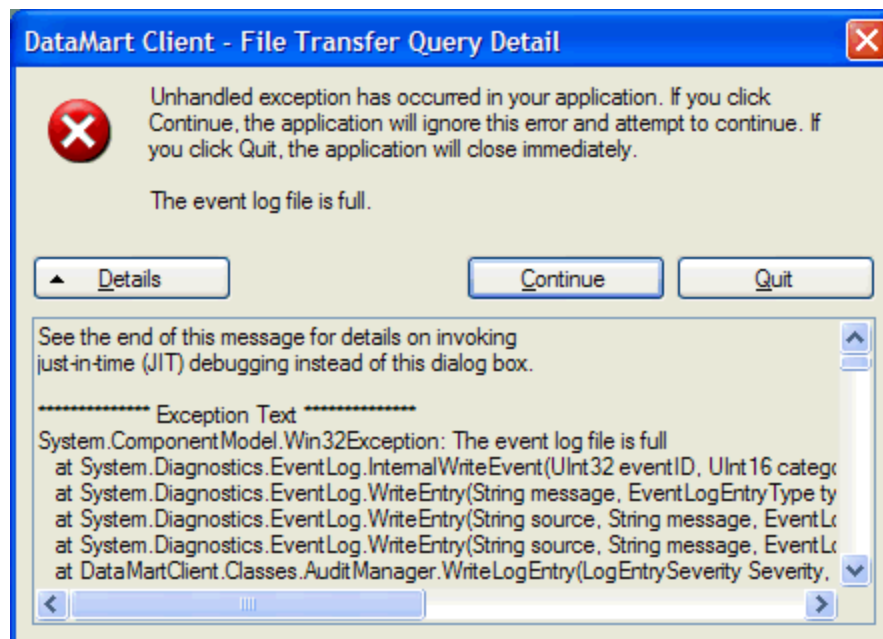 DataMart Client - File Transfer Query Detail
Unhandled exception has occurred in your application. If you click
Continue, the application will ignore this error and attempt to continue. If
you click Quit, the application will close immediately.
The event log file is full.
Details
Continue
Quit
See the end of this message for details on invoking
just-in-time (JIT) debugging instead of this dialog box.
************** Exception Text **************
System.ComponentModel.Win32Exception: The event log file is full
at System.Diagnostics.EventLog.InternalWriteEvent(UInt32 eventID, UInt16 catego
at System.Diagnostics.EventLog.WriteEntry(String message, EventLogEntryType ty
at System.Diagnostics.EventLog.WriteEntry(String source, String message, EventLo
at System.Diagnostics.EventLog.WriteEntry(String source, String message, EventLo
at DataMartClient.Classes.AuditManager.WriteLogEntry(LogEntrySeverity Severity,